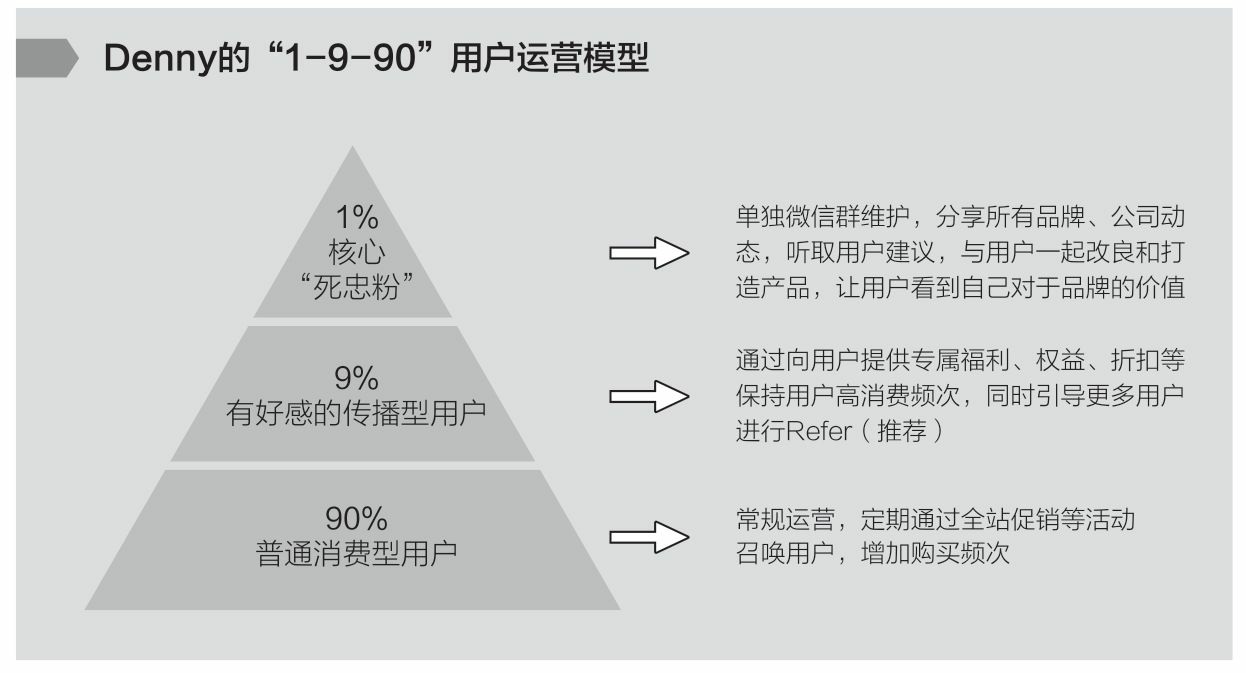 Denny的“1-9-90”用户运营模型
1%
核心
“死忠粉”
单独微信群维护，分享所有品牌、公司动
态，听取用户建议，与用户一起改良和打
造产品，让用户看到自己对于品牌的价值
9%
有好感的传播型用户
通过向用户提供专属福利、权益、折扣等
保持用户高消费频次，同时引导更多用户
进行Refer（推荐）
90%
普通消费型用户
常规运营，定期通过全站促销等活动
召唤用户，增加购买频次